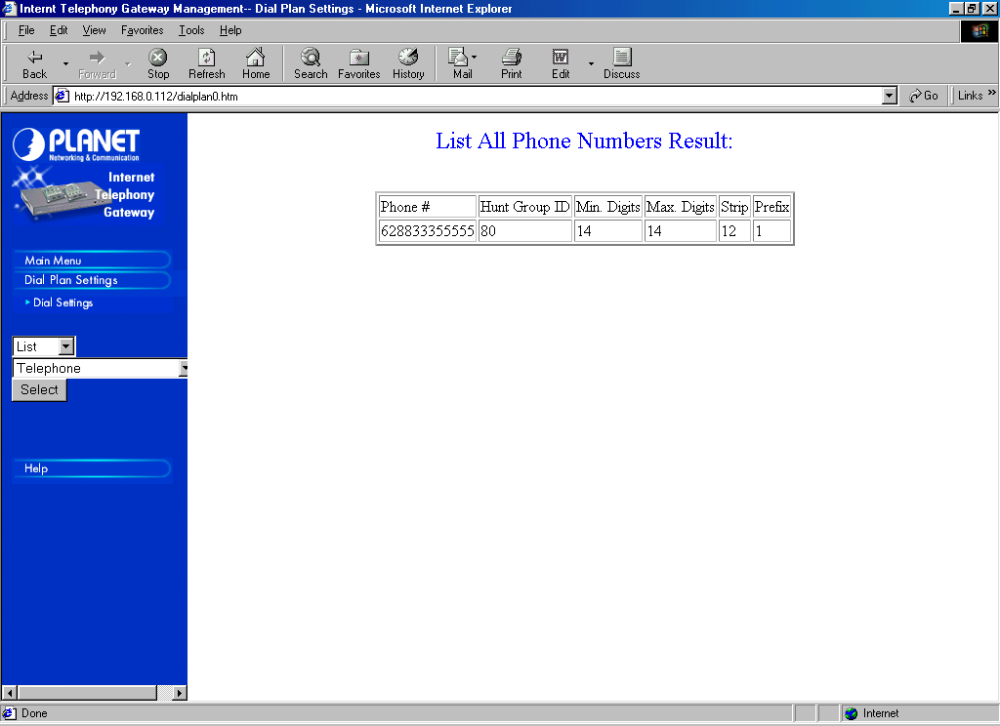 Internt Telephony Gateway Management-- Dial Plan Settings - Microsoft Internet Explorer
File Edit View Favorites Tools Help
Back Forward Stop Refresh Home Search Favorites History Mail Print Edit Discuss
Address http://192.168.0.112/dialplan0.htm Go Links »
PLANET
Networking & Communication
Internet
Telephony
Gateway
Main Menu
Dial Plan Settings
Dial Settings
List
Telephone
Select
Help
List All Phone Numbers Result:
Phone # Hunt Group ID Min. Digits Max. Digits Strip Prefix
628833355555 80 14 14 12 1
Done Internet